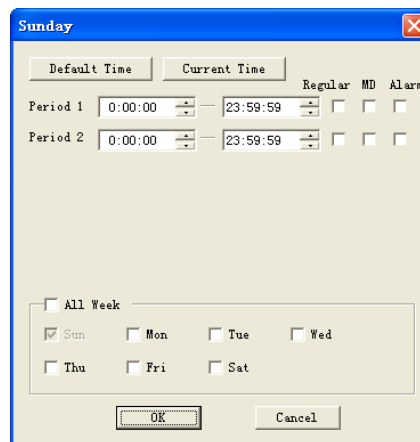 Sunday
Default Time Current Time
Regular MD Alarm
Period 1 0:00:00 23:59:59
Period 2 0:00:00 23:59:59
All Week
Sun Mon Tue Wed
Thu Fri Sat
OK Cancel